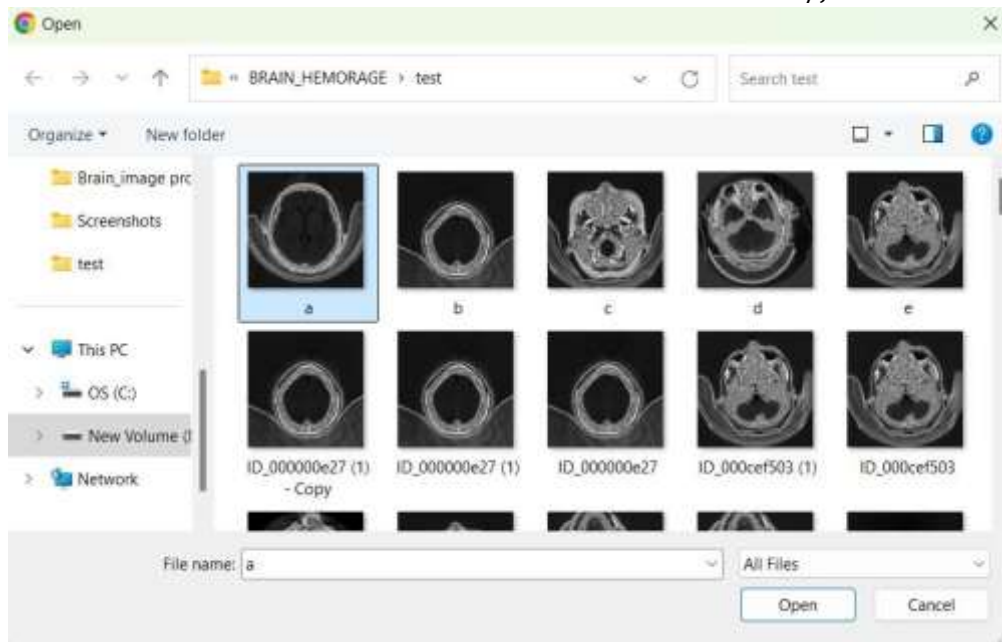 Open
« BRAIN_HEMORAGE › test
Search test
Organize
New folder
Brain_image prc
Screenshots
test
This PC
OS (C:)
New Volume (
Network
a
b
c
d
e
ID_000000e27 (1)
- Copy
ID_000000e27 (1)
ID_000000e27
ID_000cef503 (1)
ID_000cef503
File name: a
All Files
Open
Cancel